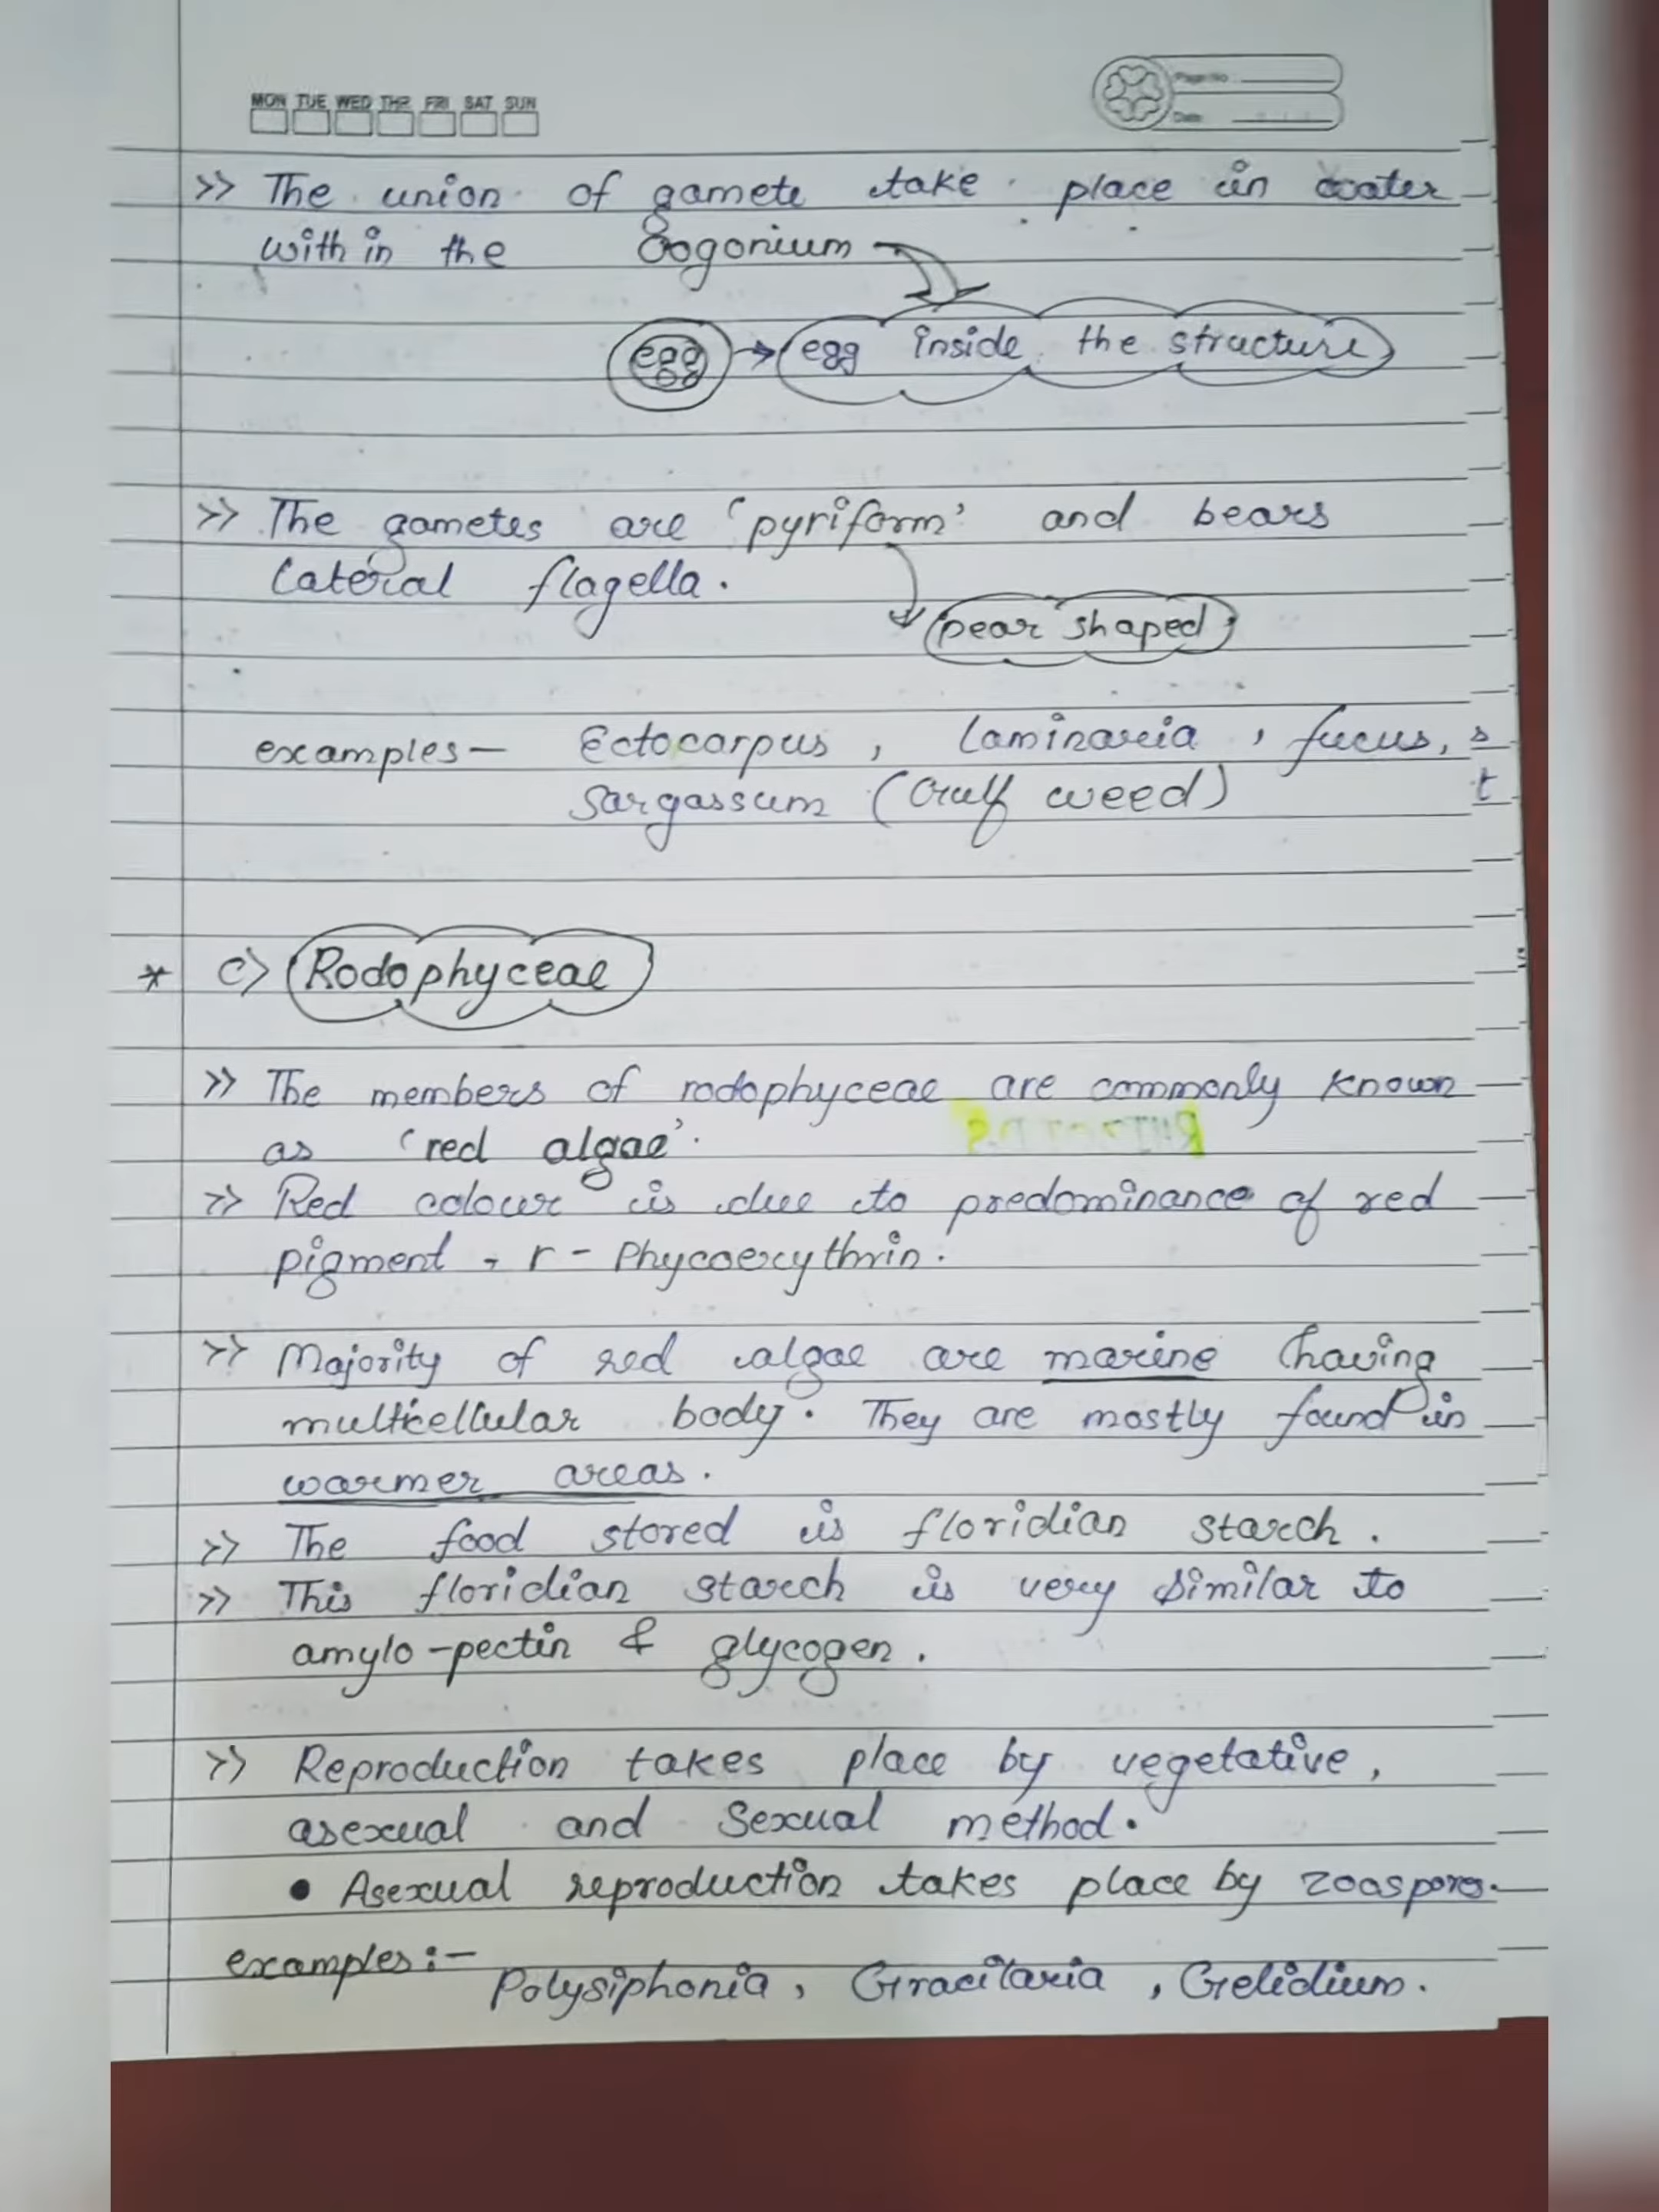 MON TUE WED THR FRI SAT SUN
Page No
Date
>> The union of gamete take place in water
with in the Oogonium
egg → egg inside the structure
>> The gametes are 'pyriform' and bears
lateral flagella.
pear shaped
examples - Ectocarpus, laminaria, fucus, s
Sargassum (Gulf weed) t
* c) Rodophyceae
>> The members of rodophyceae are commonly known
as 'red algae'.
>> Red colour is due to predominance of red
pigment - r - Phycoerythrin.
>> Majority of red algae are marine having
multicellular body. They are mostly found in
warmer areas.
>> The food stored is floridian starch.
>> This floridian starch is very similar to
amylo-pectin & glycogen.
>> Reproduction takes place by vegetative,
asexual and Sexual method.
• Asexual reproduction takes place by zoospores.
examples:-
Polysiphonia, Gracilaria, Gelidium.